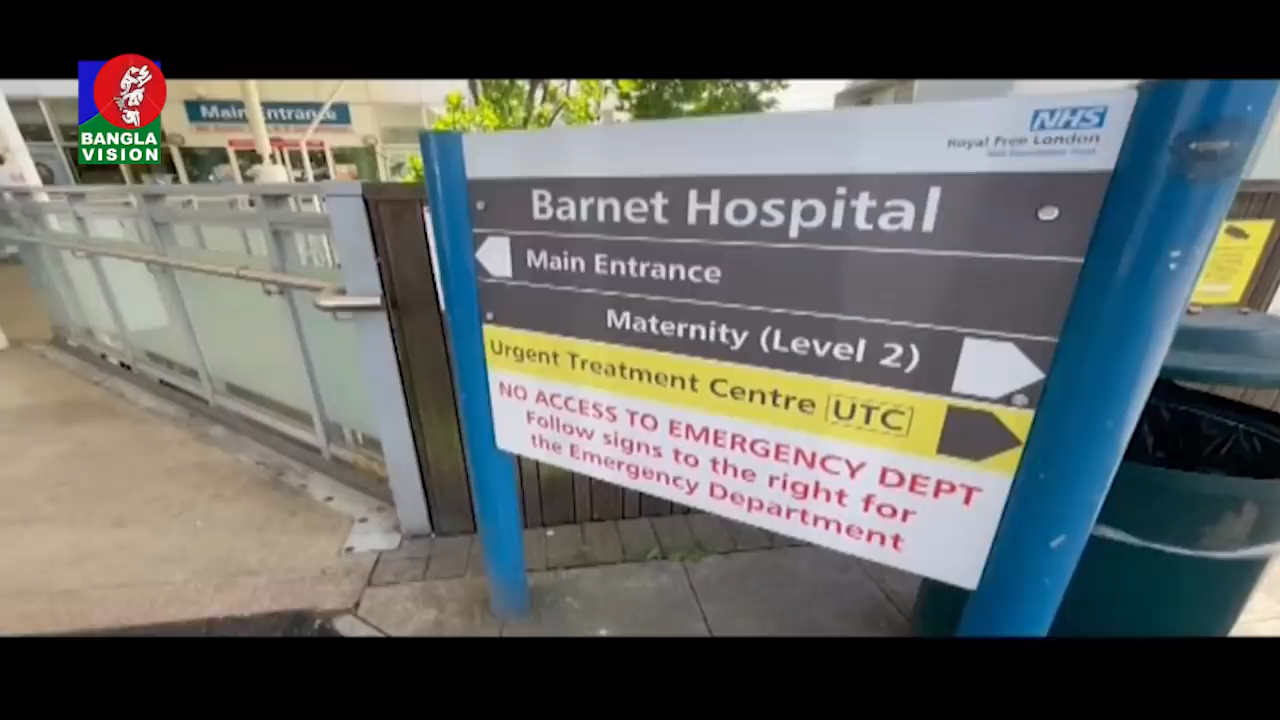 BANGLA
VISION
Main Entrance
NHS
Royal Free London
Barnet Hospital
Main Entrance
Maternity (Level 2)
Urgent Treatment Centre UTC
NO ACCESS TO EMERGENCY DEPT
Follow signs to the right for
the Emergency Department